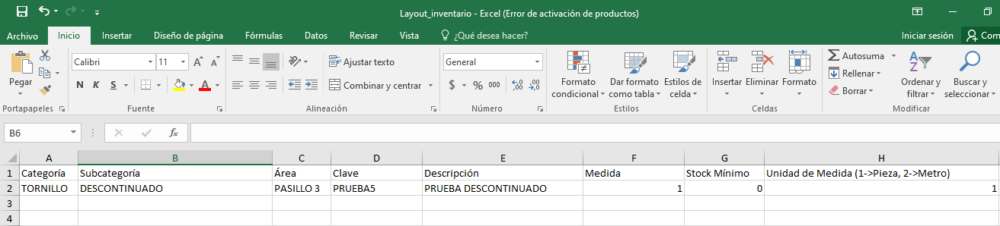 Layout_inventario - Excel (Error de activación de productos)
Archivo Inicio Insertar Diseño de página Fórmulas Datos Revisar Vista ¿Qué desea hacer? Iniciar sesión Com
Pegar
Portapapeles
Calibri 11
N K S
Fuente
Ajustar texto
Combinar y centrar
Alineación
General
$ % 000
Número
Formato condicional
Dar formato como tabla
Estilos de celda
Estilos
Insertar Eliminar Formato
Celdas
Autosuma
Rellenar
Borrar
Ordenar y filtrar
Buscar y seleccionar
Modificar
B6 fx
A B C D E F G H
1 Categoría Subcategoría Área Clave Descripción Medida Stock Mínimo Unidad de Medida (1->Pieza, 2->Metro)
2 TORNILLO DESCONTINUADO PASILLO 3 PRUEBA5 PRUEBA DESCONTINUADO 1 0 1
3
4